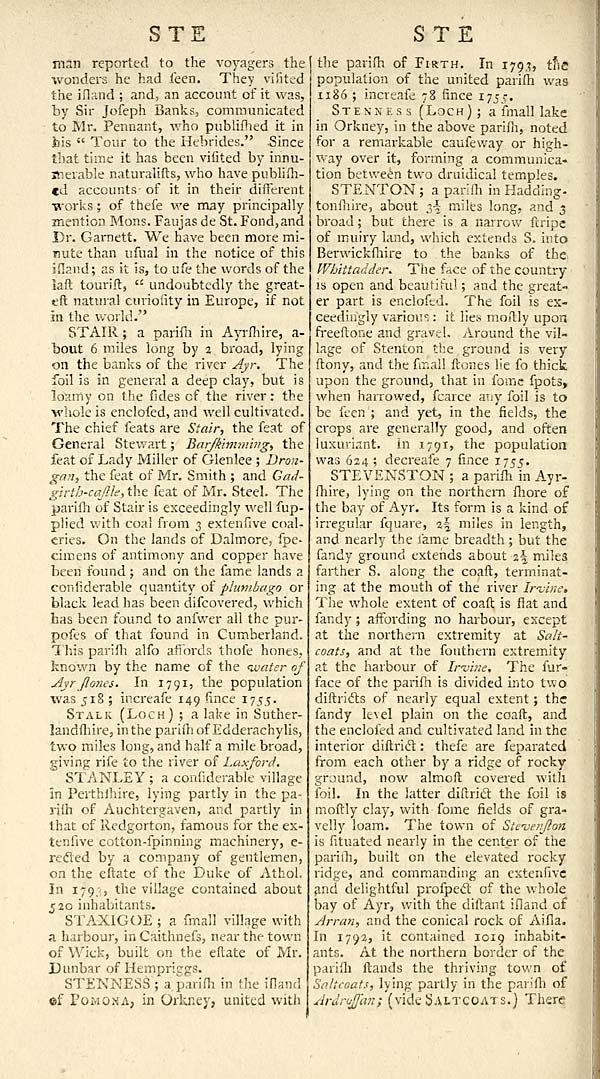 STE
man reported to the voyagers the
wonders he had ſeen. They viſited
the iſland; and, an account of it was,
by Sir Joſeph Banks, communicated
to Mr. Pennant, who publiſhed it in
his “ Tour to the Hebrides.” Since
that time it has been viſited by innu-
merable naturaliſts, who have publiſh-
ed accounts of it in their different
works; of theſe we may principally
mention Mons. Faujas de St. Fond, and
Dr. Garnett. We have been more mi-
nute than uſual in the notice of this
iſland; as it is, to uſe the words of the
laſt touriſt, “ undoubtedly the great-
eſt natural curioſity in Europe, if not
in the world.”
STAIR; a pariſh in Ayrſhire, a-
bout 6 miles long by 2 broad, lying
on the banks of the river Ayr. The
ſoil is in general a deep clay, but is
loamy on the ſides of the river: the
whole is encloſed, and well cultivated.
The chief ſeats are Stair, the ſeat of
General Stewart; Barſkimming, the
ſeat of Lady Miller of Glenlee; Dron-
gan, the ſeat of Mr. Smith; and Gad-
girth-caſtle, the ſeat of Mr. Steel. The
pariſh of Stair is exceedingly well ſup-
plied with coal from 3 extenſive coal-
eries. On the lands of Dalmore, ſpe-
cimens of antimony and copper have
been found; and on the ſame lands a
conſiderable quantity of plumbago or
black lead has been diſcovered, which
has been found to anſwer all the pur-
poſes of that found in Cumberland.
This pariſh alſo affords thoſe hones,
known by the name of the water of
Ayr ſtones. In 1791, the population
was 518; increaſe 149 ſince 1755.
STALK (LOCH); a lake in Suther-
landſhire, in the pariſh of Edderachylis,
two miles long, and half a mile broad,
giving riſe to the river of Laxford.
STANLEY; a conſiderable village
in Perthſhire, lying partly in the pa-
riſh of Auchtergaven, and partly in
that of Redgorton, famous for the ex-
tenſive cotton-ſpinning machinery, e-
rected by a company of gentlemen,
on the eſtate of the Duke of Athol.
In 1793, the village contained about
520 inhabitants.
STAXIGOE; a ſmall village with
a harbour, in Caithneſs, near the town
of Wick, built on the eſtate of Mr.
Dunbar of Hempriggs.
STENNESS; a pariſh in the iſland
of POMONA, in Orkney, united with
STE
the pariſh of FIRTH. In 1793, the
population of the united pariſh was
1186; increaſe 78 ſince 1755.
STENNESS (LOCH); a ſmall lake
in Orkney, in the above pariſh, noted
for a remarkable cauſeway or high-
way over it, forming a communica-
tion between two druidical temples.
STENTON; a pariſh in Hadding-
tonſhire, about 3½ miles long, and 3
broad; but there is a narrow ſtripe
of muiry land, which extends S. into
Berwickſhire to the banks of the
Whittadder. The face of the country
is open and beautiful; and the great-
er part is encloſed. The ſoil is ex-
ceedingly various: it lies moſtly upon
freeſtone and gravel. Around the vil-
lage of Stenton the ground is very
ſtony, and the ſmall ſtones lie ſo thick
upon the ground, that in ſome ſpots,
when harrowed, ſcarce any ſoil is to
be ſeen; and yet, in the fields, the
crops are generally good, and often
luxuriant. In 1791, the population
was 624; decreaſe 7 ſince 1755.
STEVENSTON; a pariſh in Ayr-
ſhire, lying on the northern ſhore of
the bay of Ayr. Its form is a kind of
irregular ſquare, 2½ miles in length,
and nearly the ſame breadth; but the
ſandy ground extends about 2½ miles
farther S. along the coaſt, terminat-
ing at the mouth of the river Irvine.
The whole extent of coaſt is flat and
ſandy; affording no harbour, except
at the northern extremity at Salt-
coats, and at the ſouthern extremity
at the harbour of Irvine. The ſur-
face of the pariſh is divided into two
diſtricts of nearly equal extent; the
ſandy level plain on the coaſt, and
the encloſed and cultivated land in the
interior diſtrict: theſe are ſeparated
from each other by a ridge of rocky
ground, now almoſt covered with
ſoil. In the latter diſtrict the ſoil is
moſtly clay, with ſome fields of gra-
velly loam. The town of Stevenſton
is ſituated nearly in the center of the
pariſh, built on the elevated rocky
ridge, and commanding an extenſive
and delightful proſpect of the whole
bay of Ayr, with the diſtant iſland of
Arran, and the conical rock of Ailſa.
In 1792, it contained 1019 inhabit-
ants. At the northern border of the
pariſh ſtands the thriving town of
Saltcoats, lying partly in the pariſh of
Ardroſſan; (vide SALTCOATS.) There